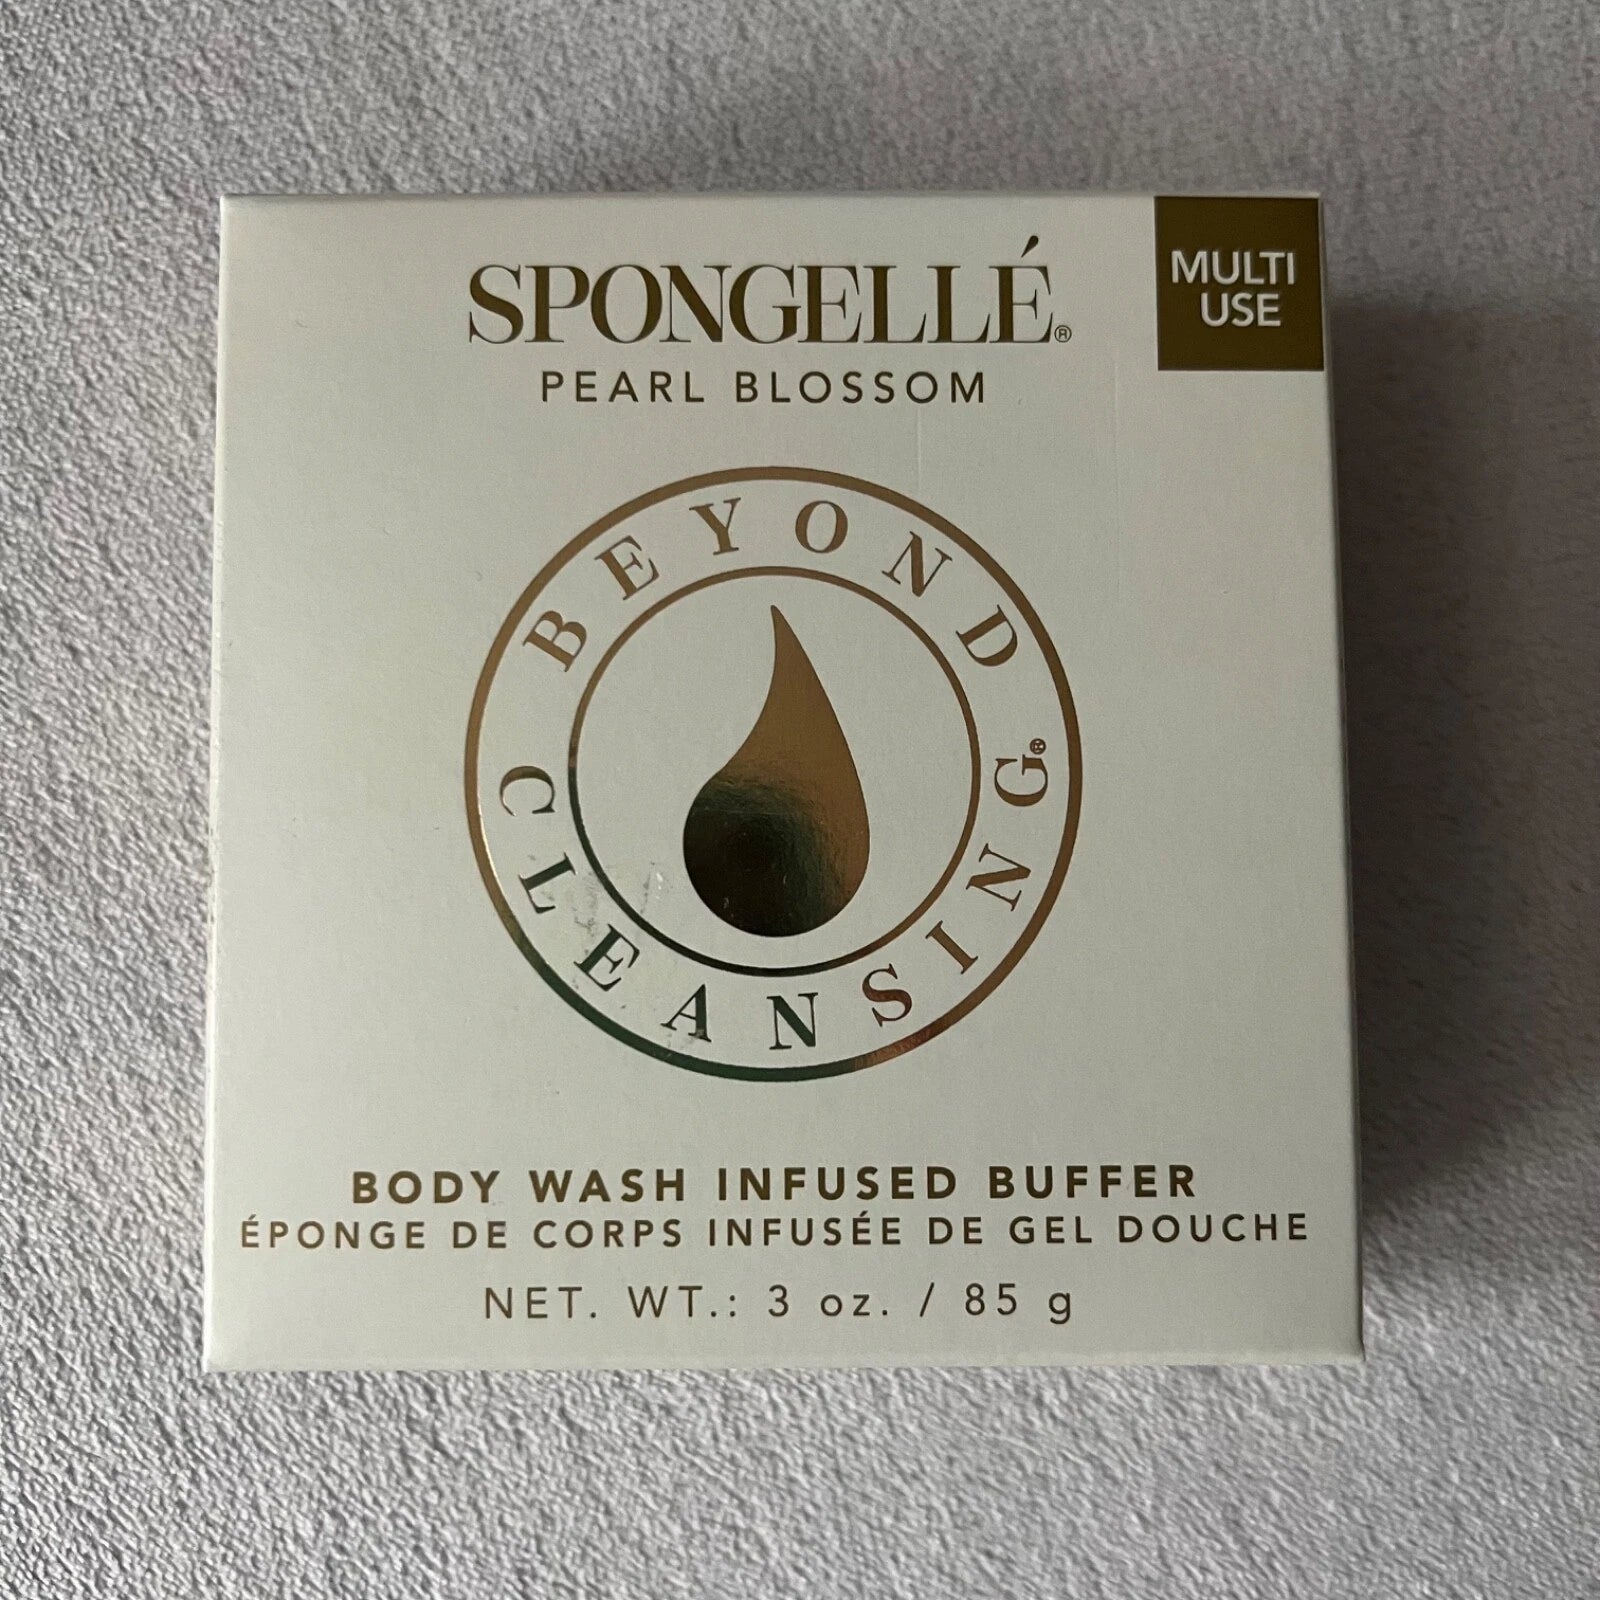 SPONGELLÉ®
PEARL BLOSSOM
MULTI
USE
BEYOND
CLEANSING®
BODY WASH INFUSED BUFFER
ÉPONGE DE CORPS INFUSÉE DE GEL DOUCHE
NET. WT.: 3 oz. / 85 g